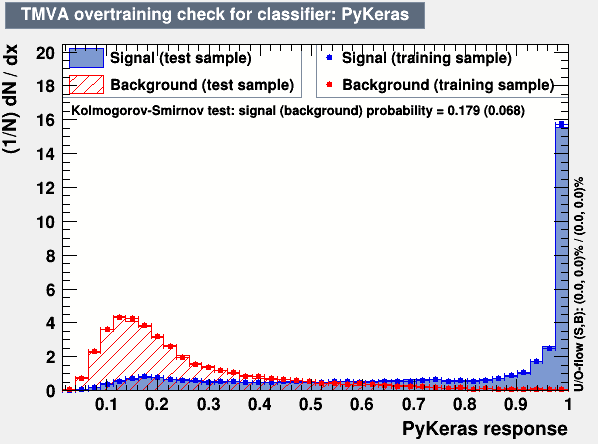 TMVA overtraining check for classifier: PyKeras
(1/N) dN / dx
Signal (test sample)
Signal (training sample)
Background (test sample)
Background (training sample)
Kolmogorov-Smirnov test: signal (background) probability = 0.179 (0.068)
20
18
16
14
12
10
8
6
4
2
0
0.1 0.2 0.3 0.4 0.5 0.6 0.7 0.8 0.9 1
PyKeras response
U/O-flow (S,B): (0.0, 0.0)% / (0.0, 0.0)%